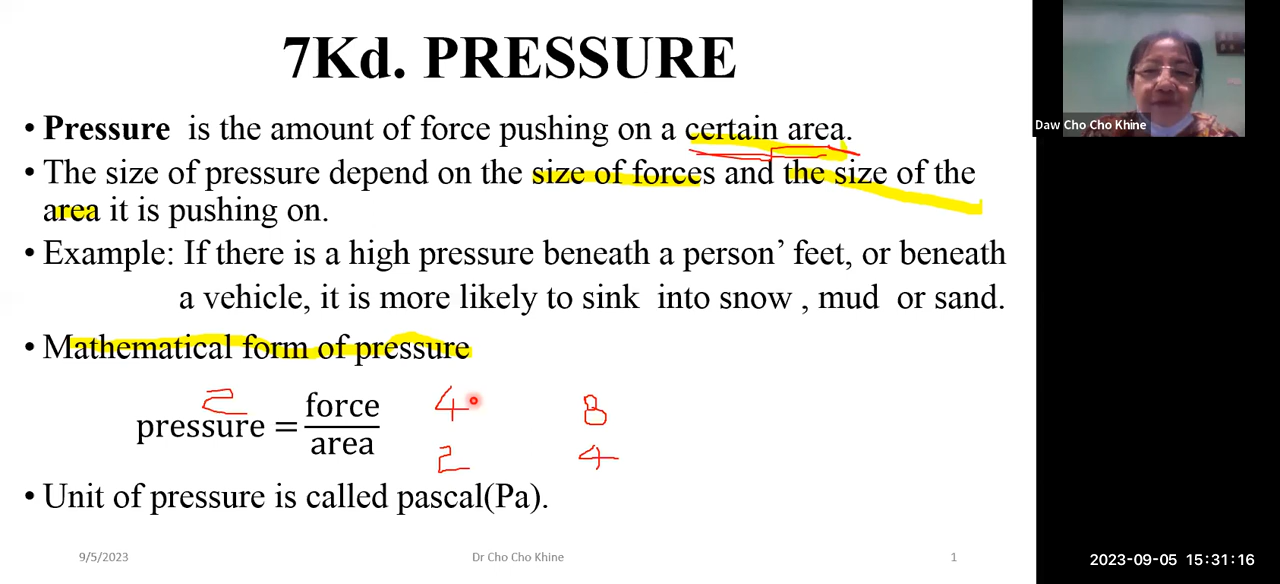 7Kd. PRESSURE
• Pressure is the amount of force pushing on a certain area.
• The size of pressure depend on the size of forces and the size of the
area it is pushing on.
• Example: If there is a high pressure beneath a person’ feet, or beneath
a vehicle, it is more likely to sink into snow , mud or sand.
• Mathematical form of pressure
2
pressure = force/area
4 8
2 4
• Unit of pressure is called pascal(Pa).
9/5/2023 Dr Cho Cho Khine 1
Daw Cho Cho Khine
2023-09-05 15:31:16